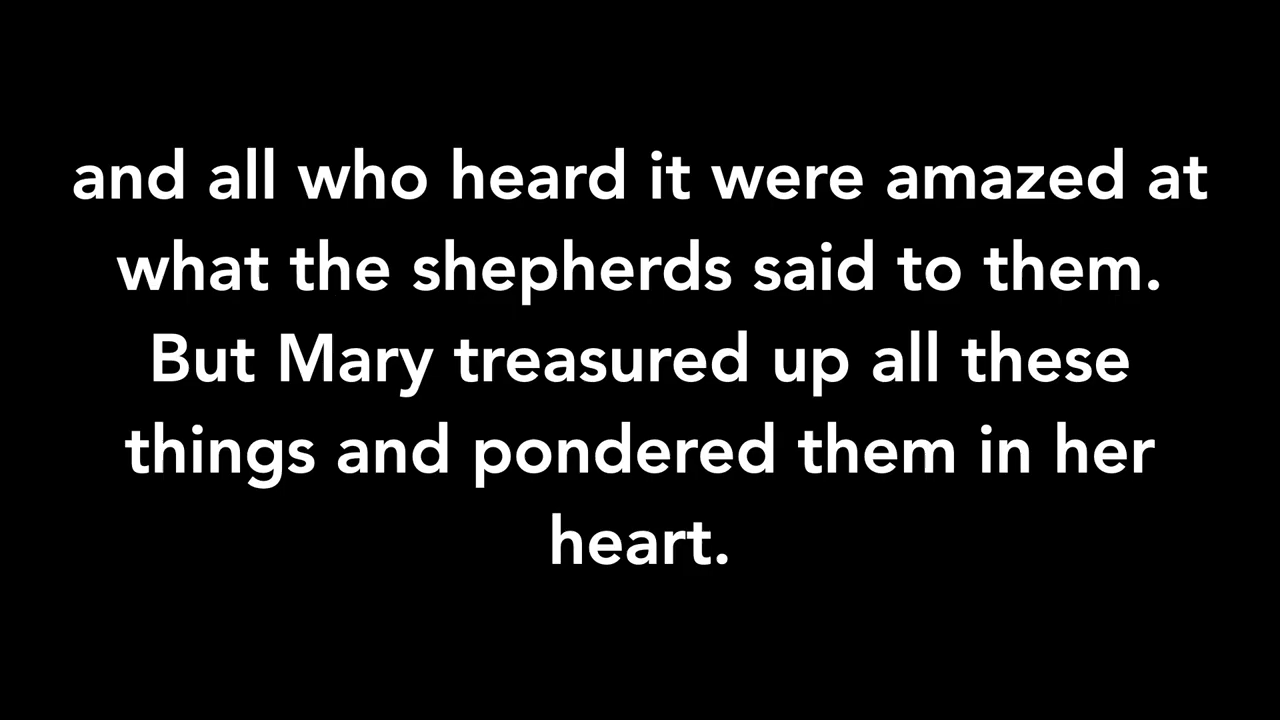 and all who heard it were amazed at
what the shepherds said to them.
But Mary treasured up all these
things and pondered them in her
heart.